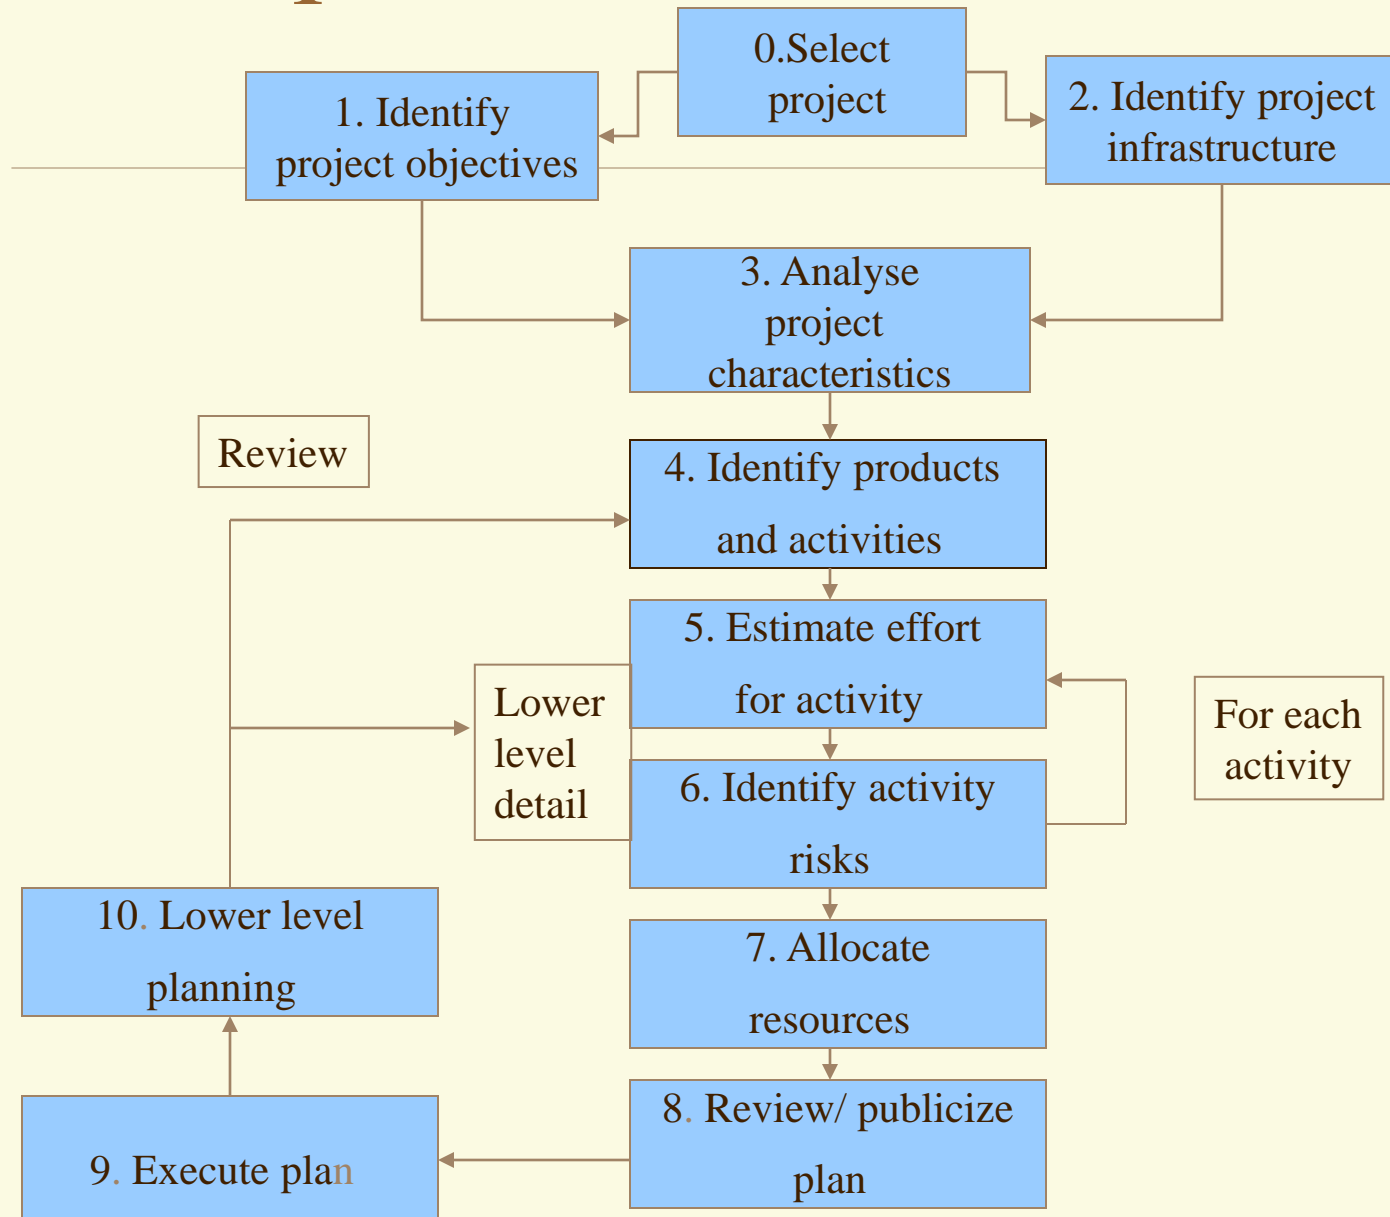 0.Select
project
1. Identify
project objectives
2. Identify project
infrastructure
3. Analyse
project
characteristics
Review
4. Identify products
and activities
5. Estimate effort
for activity
Lower
level
detail
For each
activity
6. Identify activity
risks
10. Lower level
planning
7. Allocate
resources
8. Review/ publicize
plan
9. Execute plan